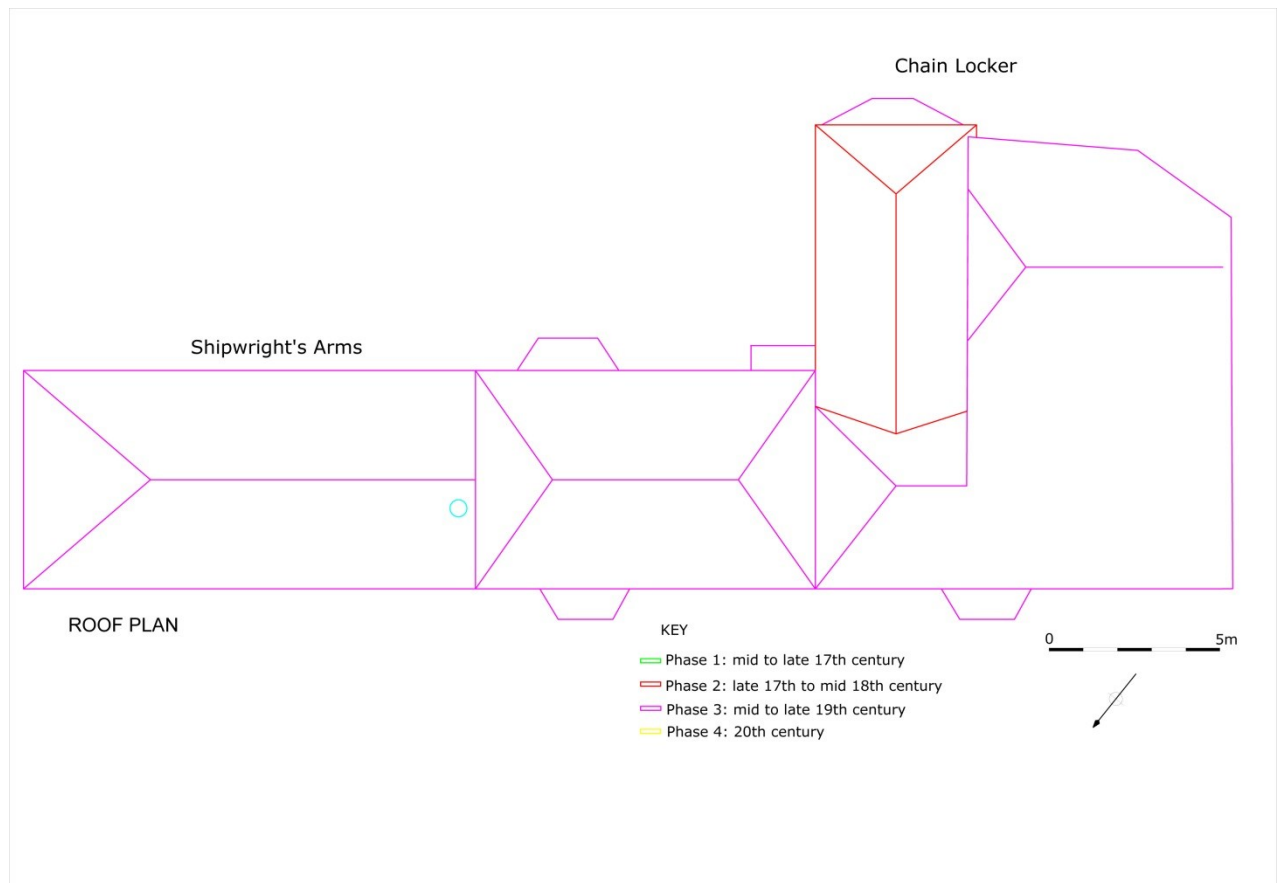 Chain Locker
Shipwright's Arms
ROOF PLAN
KEY
Phase 1: mid to late 17th century
Phase 2: late 17th to mid 18th century
Phase 3: mid to late 19th century
Phase 4: 20th century
0 5m